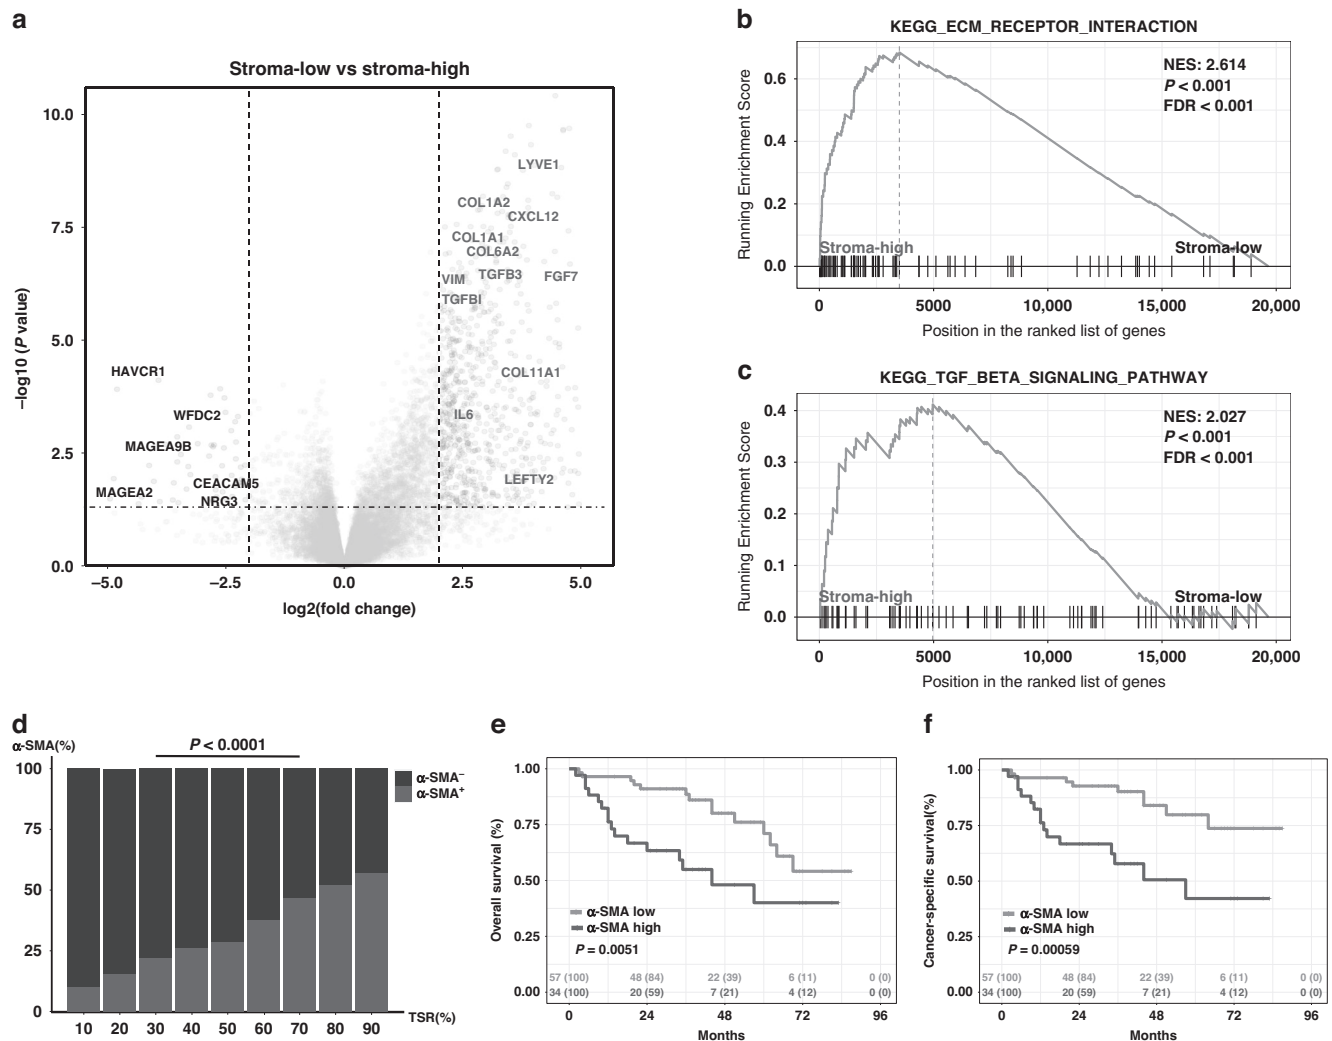 a
Stroma-low vs stroma-high
−log10 (P value)
10.0
7.5
5.0
2.5
0.0
LYVE1
COL1A2
CXCL12
COL1A1
COL6A2
TGFB3
VIM
FGF7
TGFBI
HAVCR1
COL11A1
WFDC2
IL6
MAGEA9B
CEACAM5
LEFTY2
MAGEA2
NRG3
−5.0
−2.5
0.0
2.5
5.0
log2(fold change)
b
KEGG_ECM_RECEPTOR_INTERACTION
Running Enrichment Score
0.6
0.4
0.2
0.0
NES: 2.614
P < 0.001
FDR < 0.001
Stroma-high
Stroma-low
0
5000
10,000
15,000
20,000
Position in the ranked list of genes
c
KEGG_TGF_BETA_SIGNALING_PATHWAY
Running Enrichment Score
0.4
0.3
0.2
0.1
0.0
NES: 2.027
P < 0.001
FDR < 0.001
Stroma-high
Stroma-low
0
5000
10,000
15,000
20,000
Position in the ranked list of genes
d
α-SMA(%)
P < 0.0001
100
75
50
25
0
α-SMA−
α-SMA+
10
20
30
40
50
60
70
80
90
TSR(%)
e
Overall survival (%)
1.00
0.75
0.50
0.25
0.00
α-SMA low
α-SMA high
P = 0.0051
57 (100)
48 (84)
22 (39)
6 (11)
0 (0)
34 (100)
20 (59)
7 (21)
4 (12)
0 (0)
0
24
48
72
96
Months
f
Cancer-specific survival(%)
1.00
0.75
0.50
0.25
0.00
α-SMA low
α-SMA high
P = 0.00059
57 (100)
48 (84)
22 (39)
6 (11)
0 (0)
34 (100)
20 (59)
7 (21)
4 (12)
0 (0)
0
24
48
72
96
Months